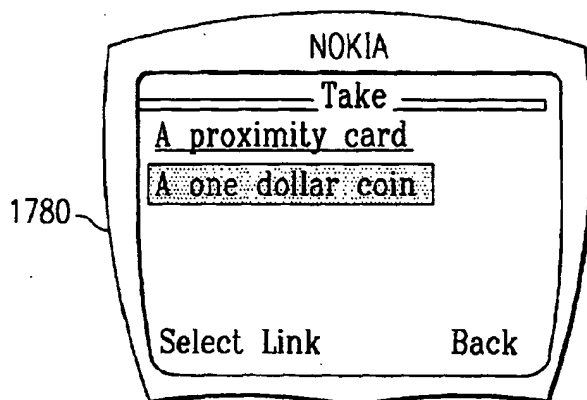 NOKIA
Take
A proximity card
A one dollar coin
1780
Select Link Back